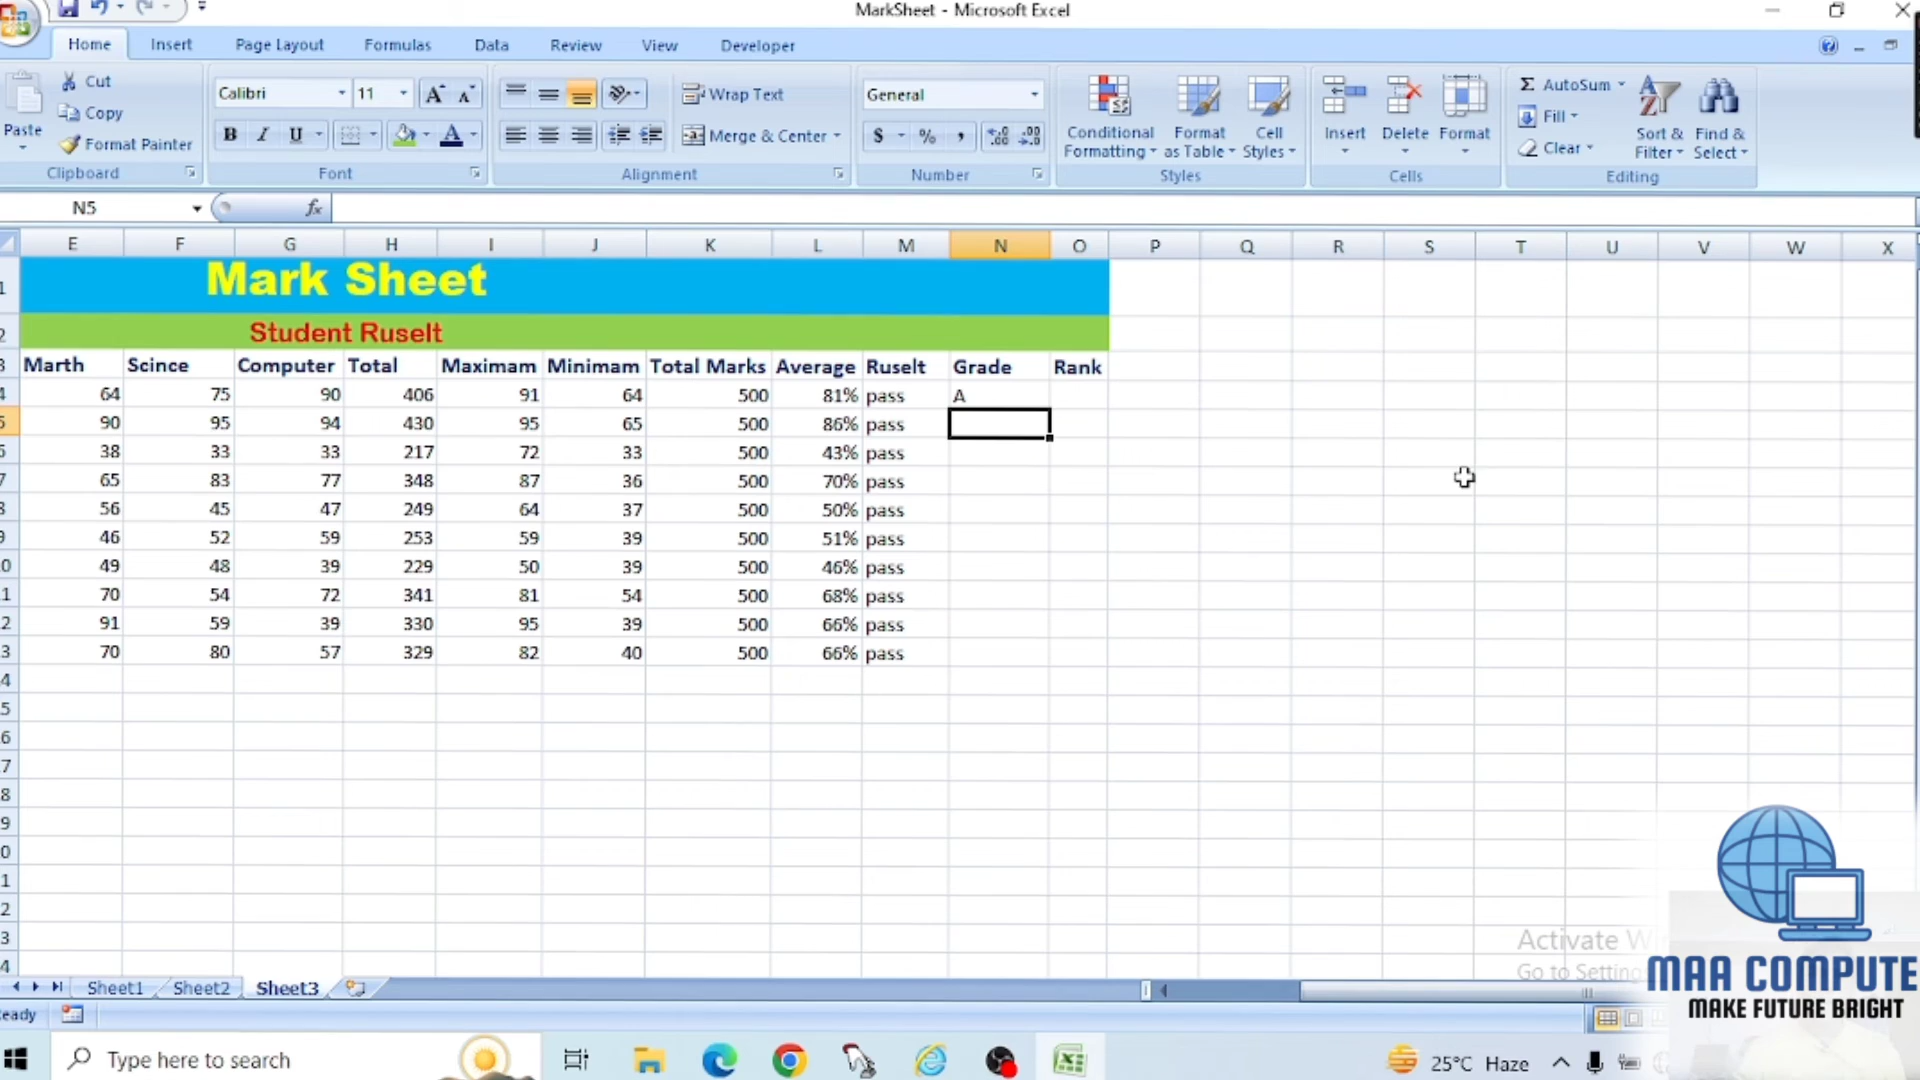 MarkSheet - Microsoft Excel
Home Insert Page Layout Formulas Data Review View Developer
Paste Cut Copy Format Painter Clipboard
Calibri 11 Font
Wrap Text Merge & Center Alignment
General $ % , Number
Conditional Formatting Format as Table Cell Styles Styles
Insert Delete Format Cells
AutoSum Fill Clear Sort & Filter Find & Select Editing
N5 fx
E F G H I J K L M N O P Q R S T U V W X
Mark Sheet
Student Ruselt
Marth Scince Computer Total Maximam Minimam Total Marks Average Ruselt Grade Rank
64 75 90 406 91 64 500 81% pass A
90 95 94 430 95 65 500 86% pass
38 33 33 217 72 33 500 43% pass
65 83 77 348 87 36 500 70% pass
56 45 47 249 64 37 500 50% pass
46 52 59 253 59 39 500 51% pass
49 48 39 229 50 39 500 46% pass
70 54 72 341 81 54 500 68% pass
91 59 39 330 95 39 500 66% pass
70 80 57 329 82 40 500 66% pass
Activate W
Go to Setting
MAA COMPUTE
MAKE FUTURE BRIGHT
Sheet1 Sheet2 Sheet3
eady
Type here to search
25°C Haze